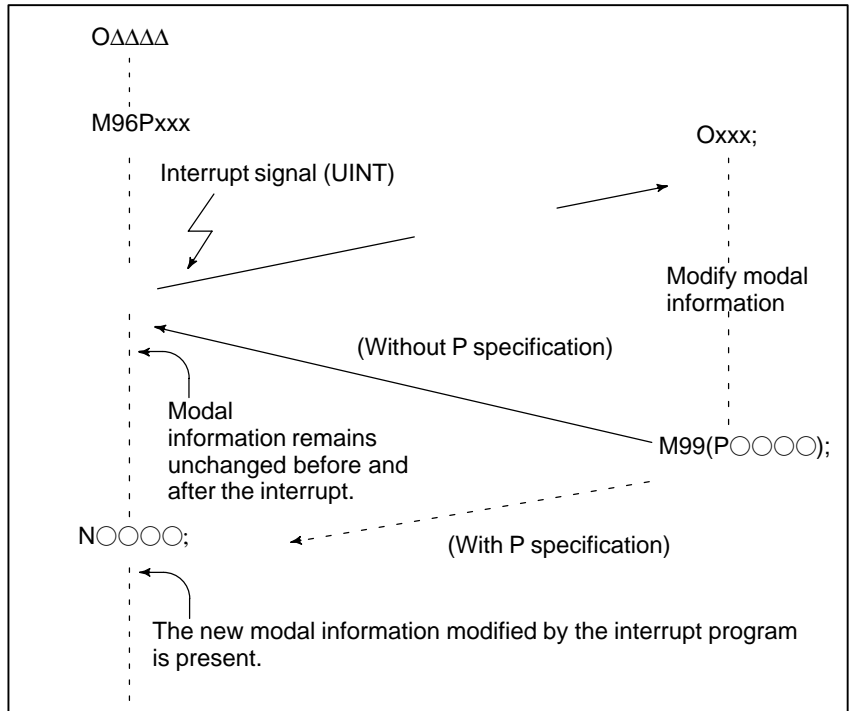 O∆∆∆∆
M96Pxxx
Oxxx;
Interrupt signal (UINT)
Modify modal
information
(Without P specification)
Modal
information remains
unchanged before and
after the interrupt.
M99(P○○○○);
N○○○○;
(With P specification)
The new modal information modified by the interrupt program
is present.